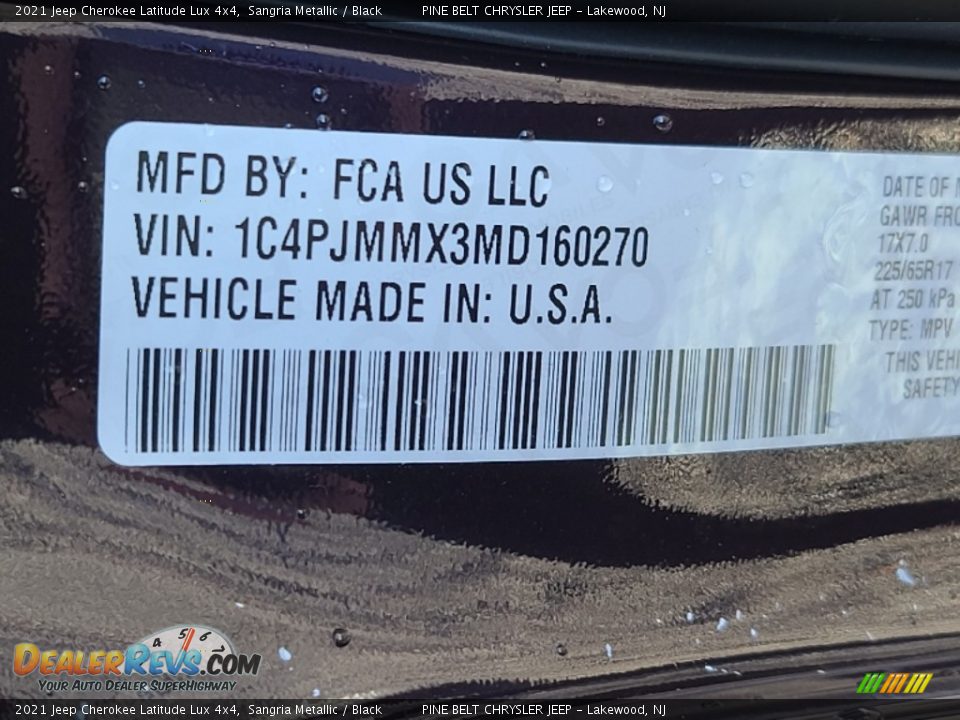 2021 Jeep Cherokee Latitude Lux 4x4, Sangria Metallic / Black PINE BELT CHRYSLER JEEP - Lakewood, NJ
MFD BY: FCA US LLC
VIN: 1C4PJMMX3MD160270
VEHICLE MADE IN: U.S.A.
DATE OF
GAWR
17X7.0
225/65R17
AT 250 kPa
TYPE: MPV
THIS
SAFETY
4 5 6
DEALERREVS.COM
YOUR AUTO DEALER SUPERHIGHWAY
2021 Jeep Cherokee Latitude Lux 4x4, Sangria Metallic / Black PINE BELT CHRYSLER JEEP - Lakewood, NJ